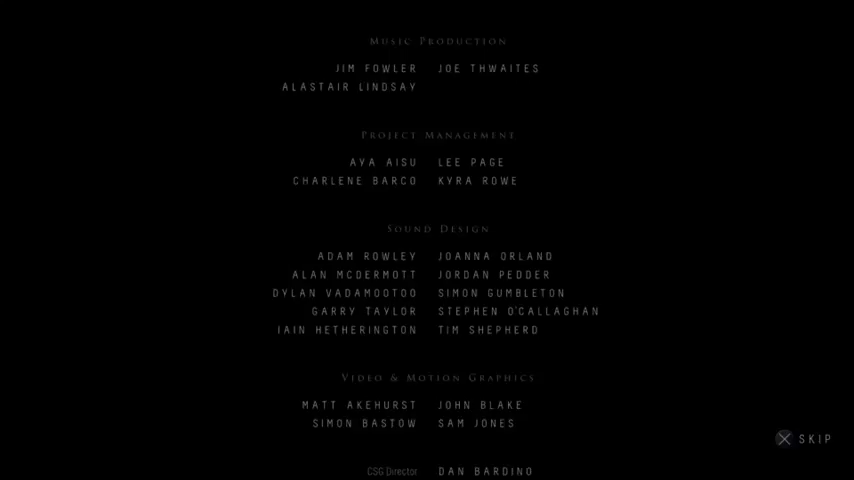 MUSIC PRODUCTION
JIM FOWLER JOE THWAITES
ALASTAIR LINDSAY
PROJECT MANAGEMENT
AYA AISU LEE PAGE
CHARLENE BARCO KYRA ROWE
SOUND DESIGN
ADAM ROWLEY JOANNA ORLAND
ALAN MCDERMOTT JORDAN PEDDER
DYLAN VADAMOOTOO SIMON GUMBLETON
GARRY TAYLOR STEPHEN O'CALLAGHAN
IAIN HETHERINGTON TIM SHEPHERD
VIDEO & MOTION GRAPHICS
MATT AKEHURST JOHN BLAKE
SIMON BASTOW SAM JONES
SKIP
CSG Director DAN BARDINO